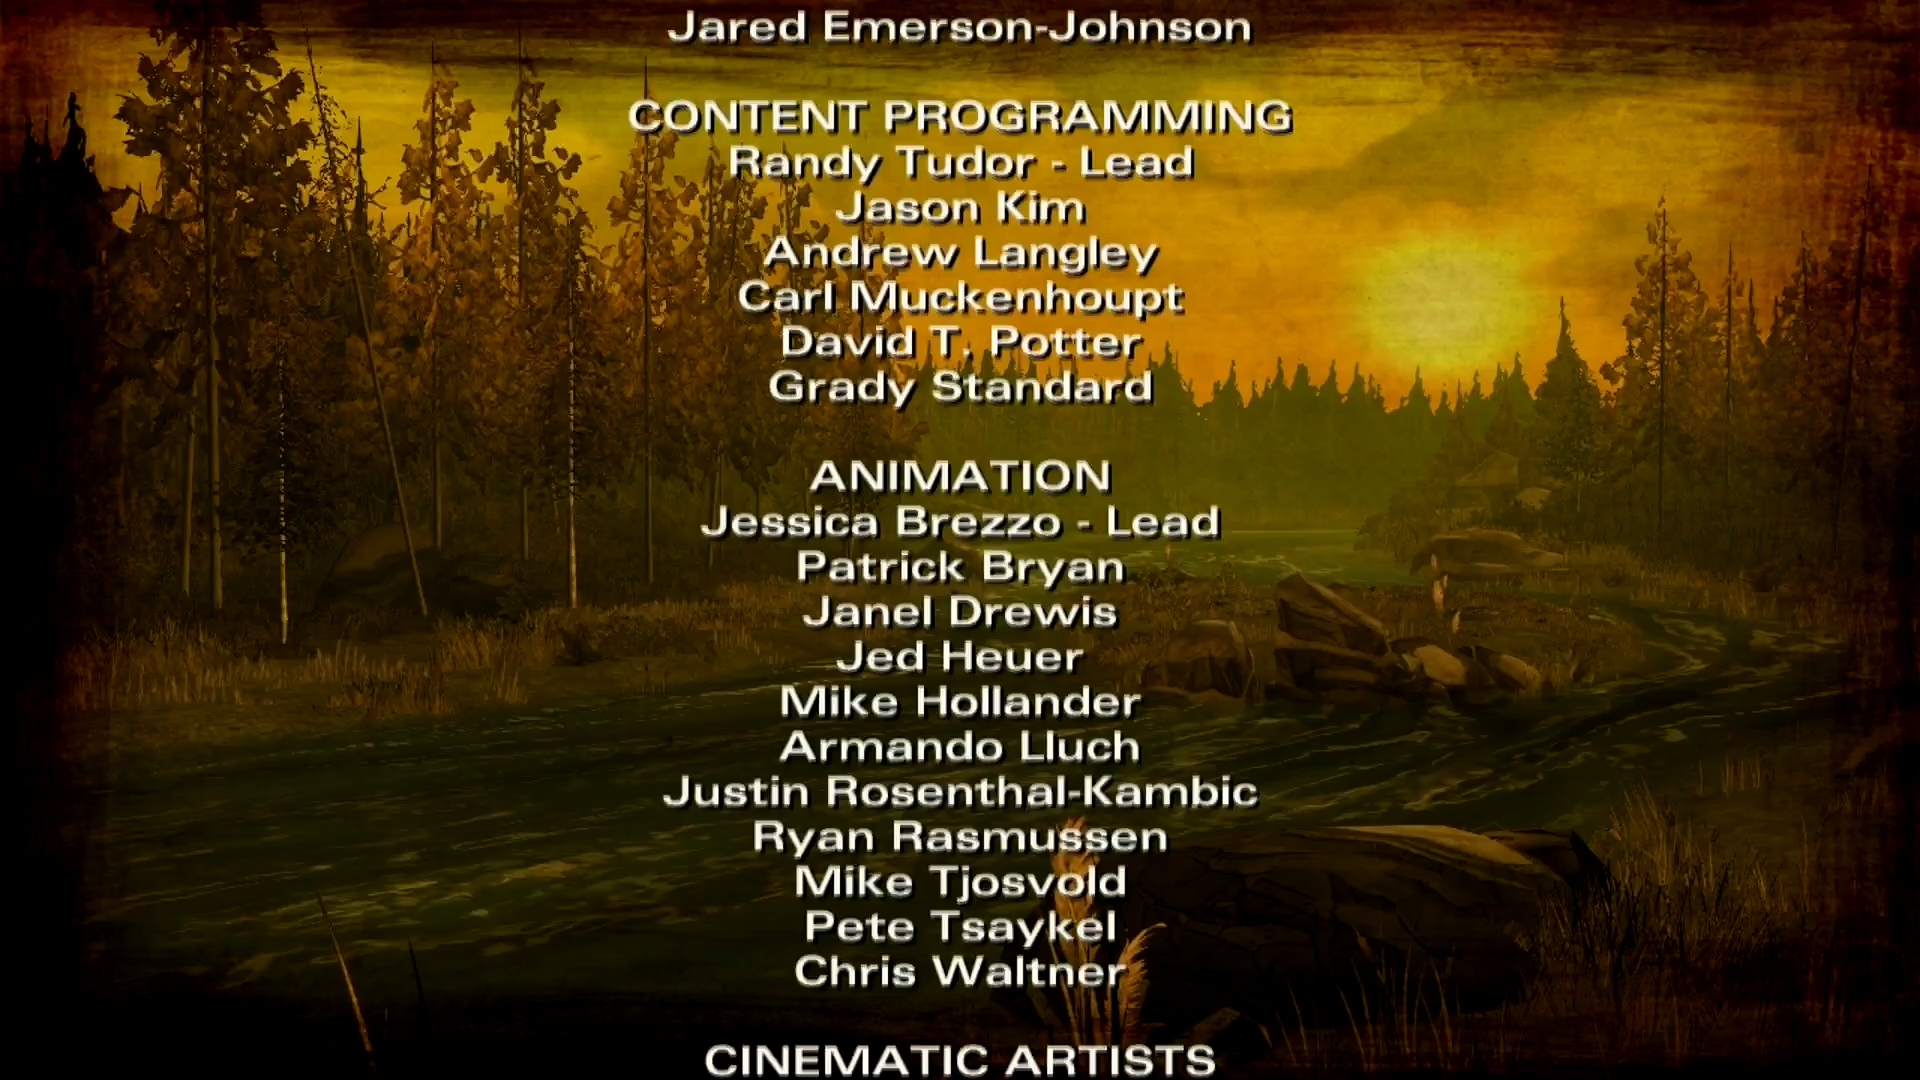 Jared Emerson-Johnson
CONTENT PROGRAMMING
Randy Tudor - Lead
Jason Kim
Andrew Langley
Carl Muckenhoupt
David T. Potter
Grady Standard
ANIMATION
Jessica Brezzo - Lead
Patrick Bryan
Janel Drewis
Jed Heuer
Mike Hollander
Armando Lluch
Justin Rosenthal-Kambic
Ryan Rasmussen
Mike Tjosvold
Pete Tsaykel
Chris Waltner
CINEMATIC ARTISTS